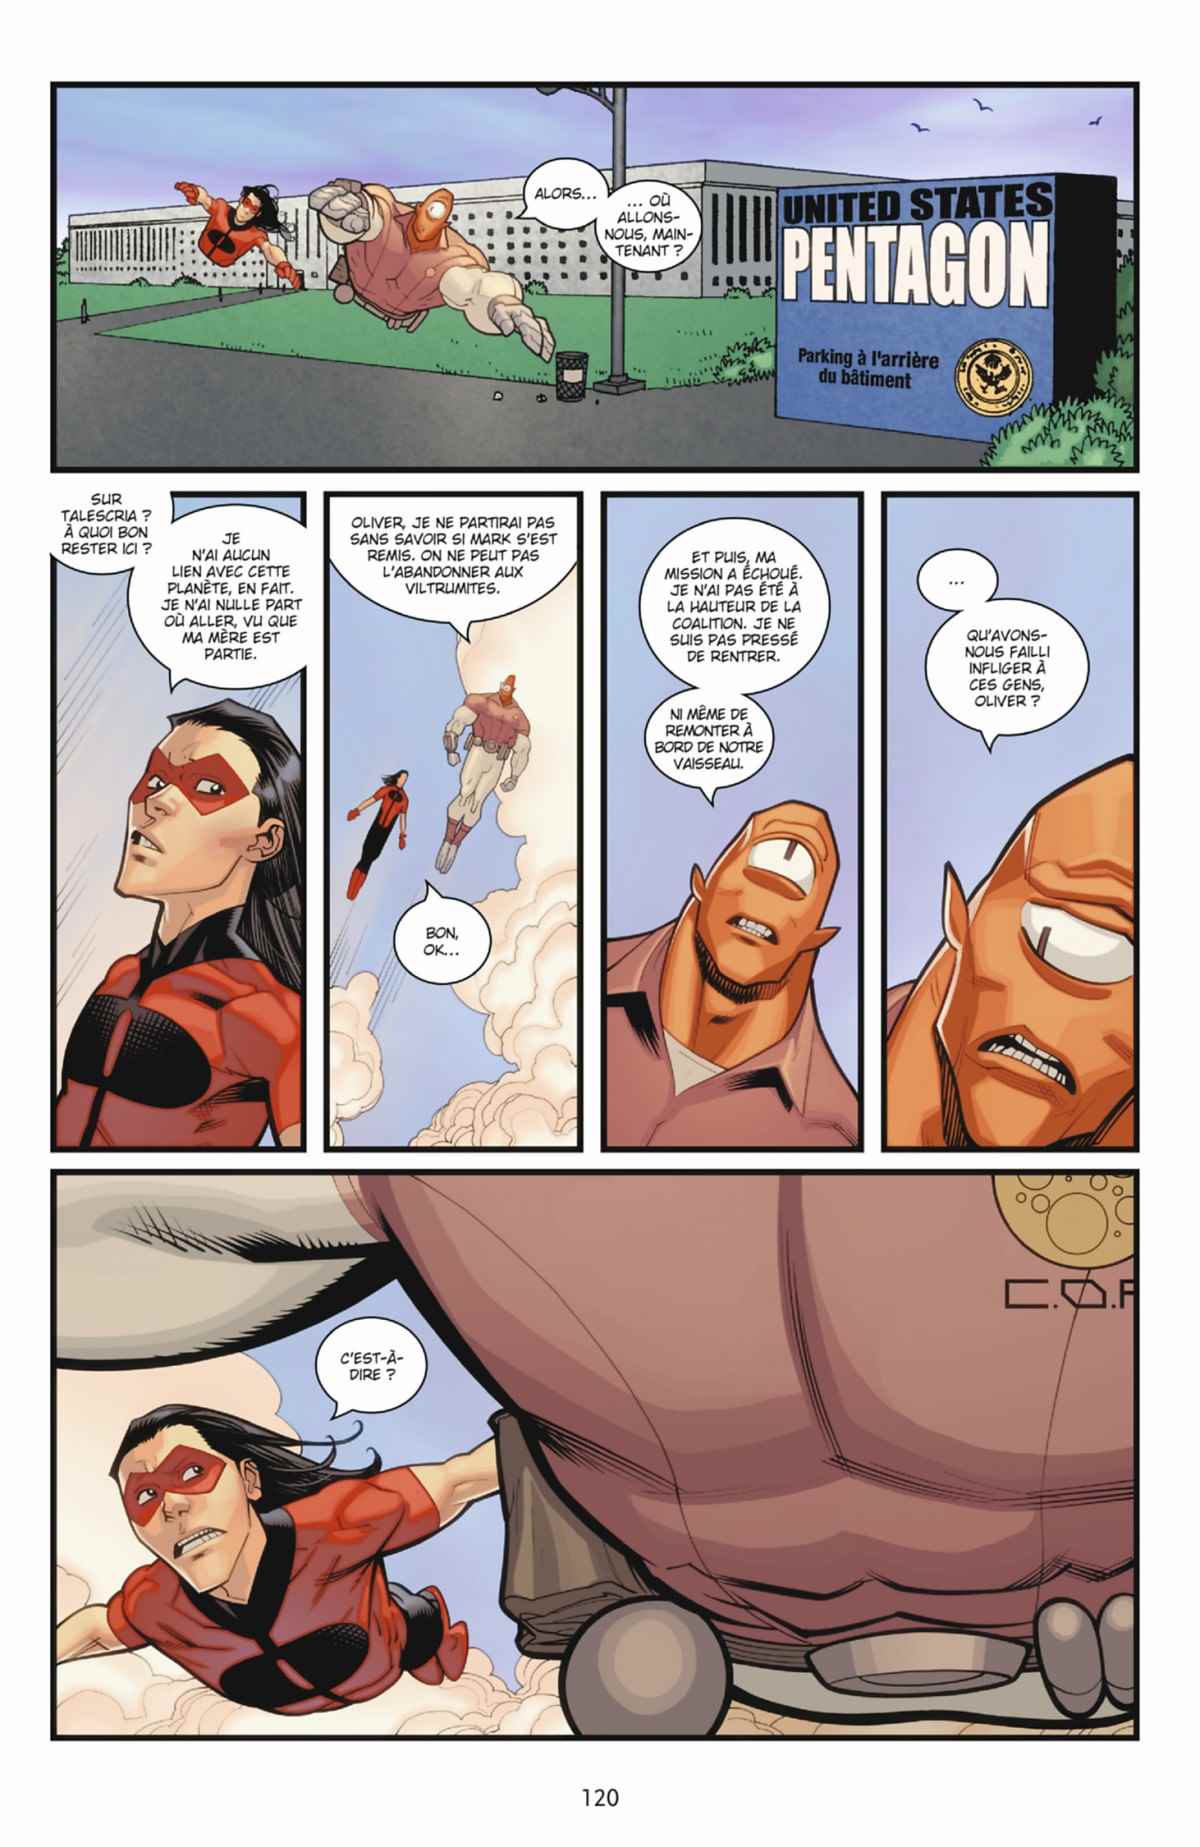 ALORS...
... OÙ
ALLONS-
NOUS, MAIN-
TENANT ?
UNITED STATES
PENTAGON
Parking à l'arrière
du bâtiment
SUR
TALESCRIA ?
À QUOI BON
RESTER ICI ?
JE
N'AI AUCUN
LIEN AVEC CETTE
PLANÈTE, EN FAIT.
JE N'AI NULLE PART
OÙ ALLER, VU QUE
MA MÈRE EST
PARTIE.
OLIVER, JE NE PARTIRAI PAS
SANS SAVOIR SI MARK S'EST
REMIS. ON NE PEUT PAS
L'ABANDONNER AUX
VILTRUMITES.
BON,
OK...
ET PUIS, MA
MISSION A ÉCHOUÉ.
JE N'AI PAS ÉTÉ À
LA HAUTEUR DE LA
COALITION. JE NE
SUIS PAS PRESSÉ
DE RENTRER.
NI MÊME DE
REMONTER À
BORD DE NOTRE
VAISSEAU.
...
QU'AVONS-
NOUS FAILLI
INFLIGER À
CES GENS,
OLIVER ?
C.O.P
C'EST-À-
DIRE ?
120